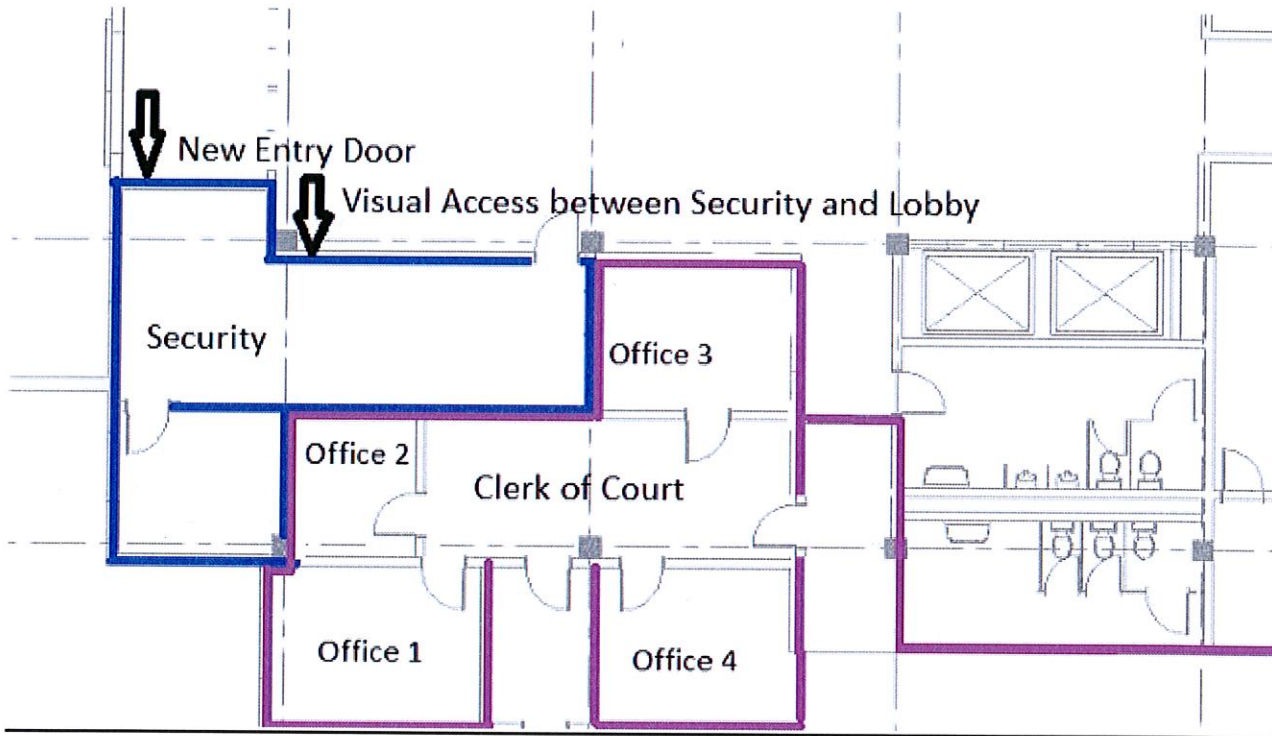 New Entry Door
Visual Access between Security and Lobby
Security
Office 3
Office 2
Clerk of Court
Office 1
Office 4